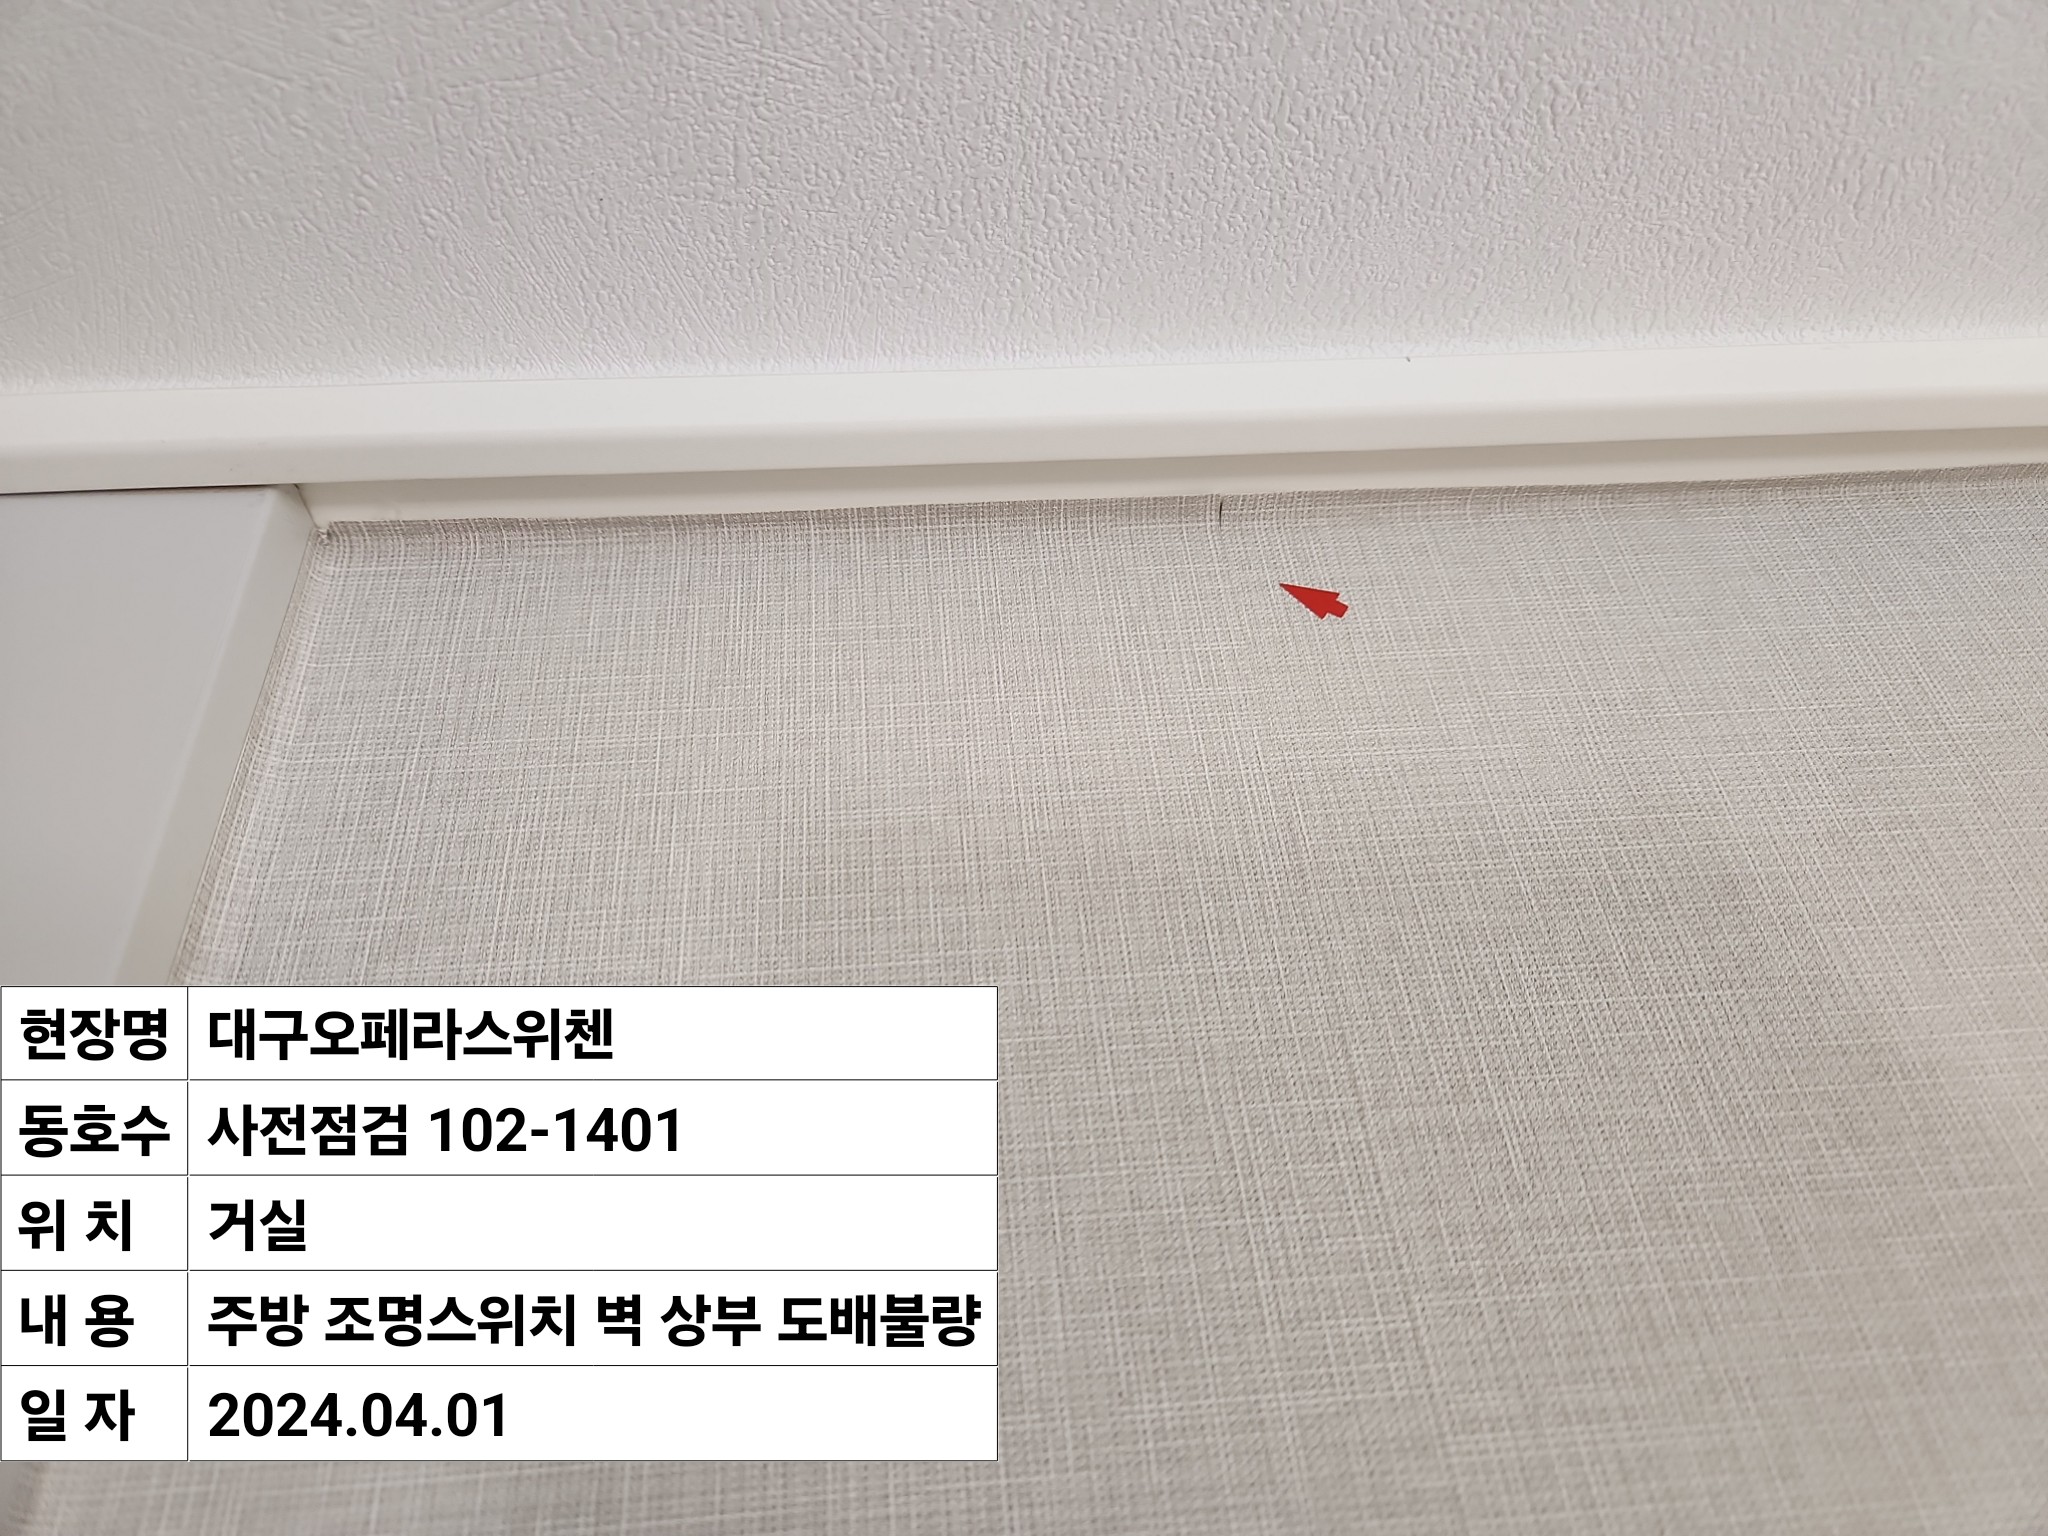 현장명 대구오페라스위첸
동호수 사전점검 102-1401
위 치 거실
내 용 주방 조명스위치 벽 상부 도배불량
일 자 2024.04.01